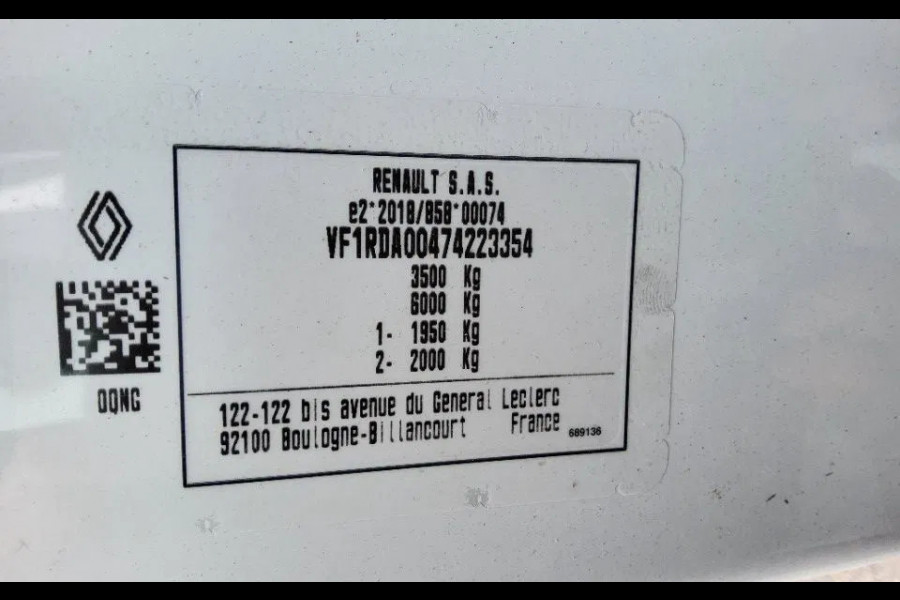 RENAULT S.A.S.
e2*2018/858*00074
VF1RDA00474223354
3500 Kg
6000 Kg
1- 1950 Kg
2- 2000 Kg
0QNC
122-122 bis avenue du General Leclerc
92100 Boulogne-Billancourt France
689136